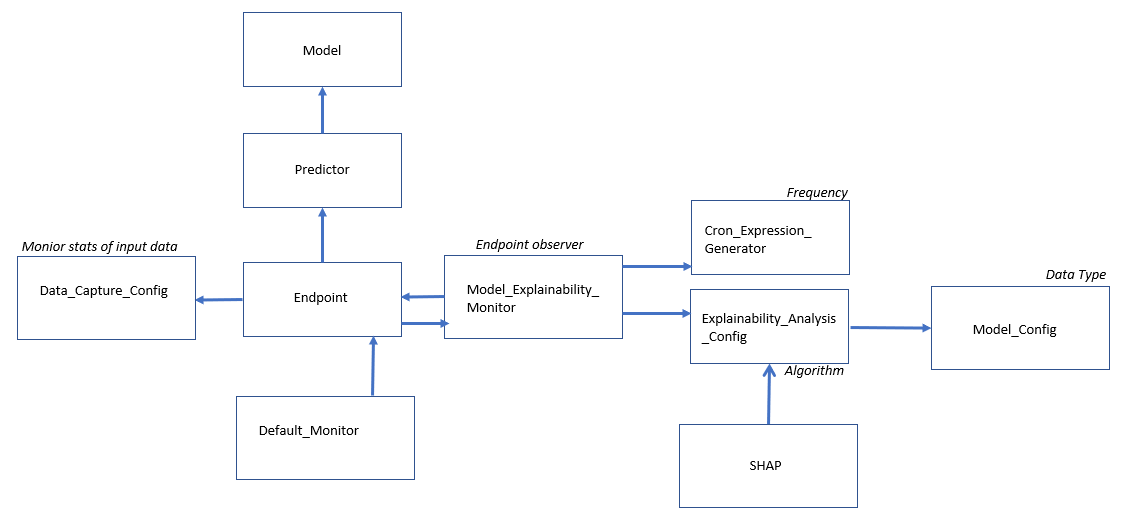 Model
Predictor
Frequency
Cron_Expression_
Generator
Monior stats of input data
Data_Capture_Config
Endpoint
Endpoint observer
Model_Explainability_
Monitor
Data Type
Explainability_Analysis
_Config
Model_Config
Algorithm
Default_Monitor
SHAP